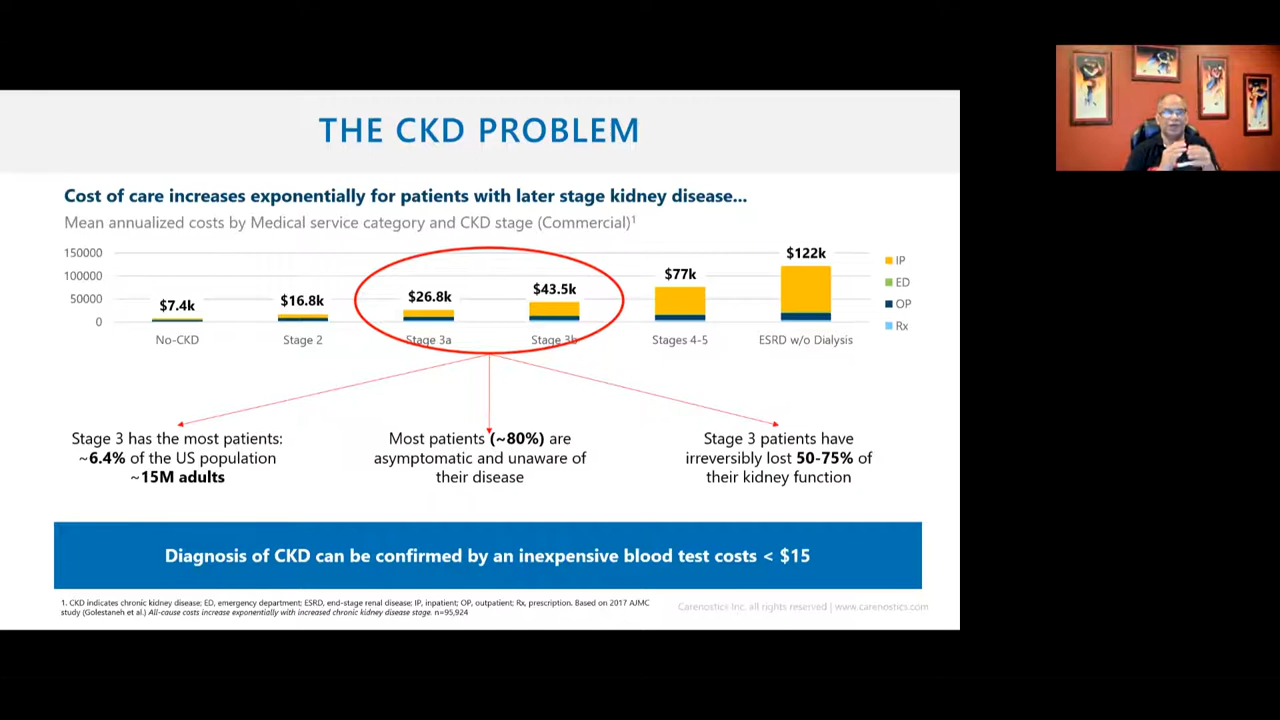 THE CKD PROBLEM
Cost of care increases exponentially for patients with later stage kidney disease...
Mean annualized costs by Medical service category and CKD stage (Commercial)¹
150000
100000
50000
0
$7.4k
$16.8k
$26.8k
$43.5k
$77k
$122k
IP
ED
OP
Rx
No-CKD
Stage 2
Stage 3a
Stage 3b
Stages 4-5
ESRD w/o Dialysis
Stage 3 has the most patients:
~6.4% of the US population
~15M adults
Most patients (~80%) are
asymptomatic and unaware of
their disease
Stage 3 patients have
irreversibly lost 50-75% of
their kidney function
Diagnosis of CKD can be confirmed by an inexpensive blood test costs < $15
1. CKD indicates chronic kidney disease; ED, emergency department; ESRD, end-stage renal disease; IP, inpatient; OP, outpatient; Rx, prescription. Based on 2017 AJMC
study (Golestaneh et al.) All-cause costs increase exponentially with increased chronic kidney disease stage. n=95,924
Carenostics Inc, all rights reserved | www.carenostics.com